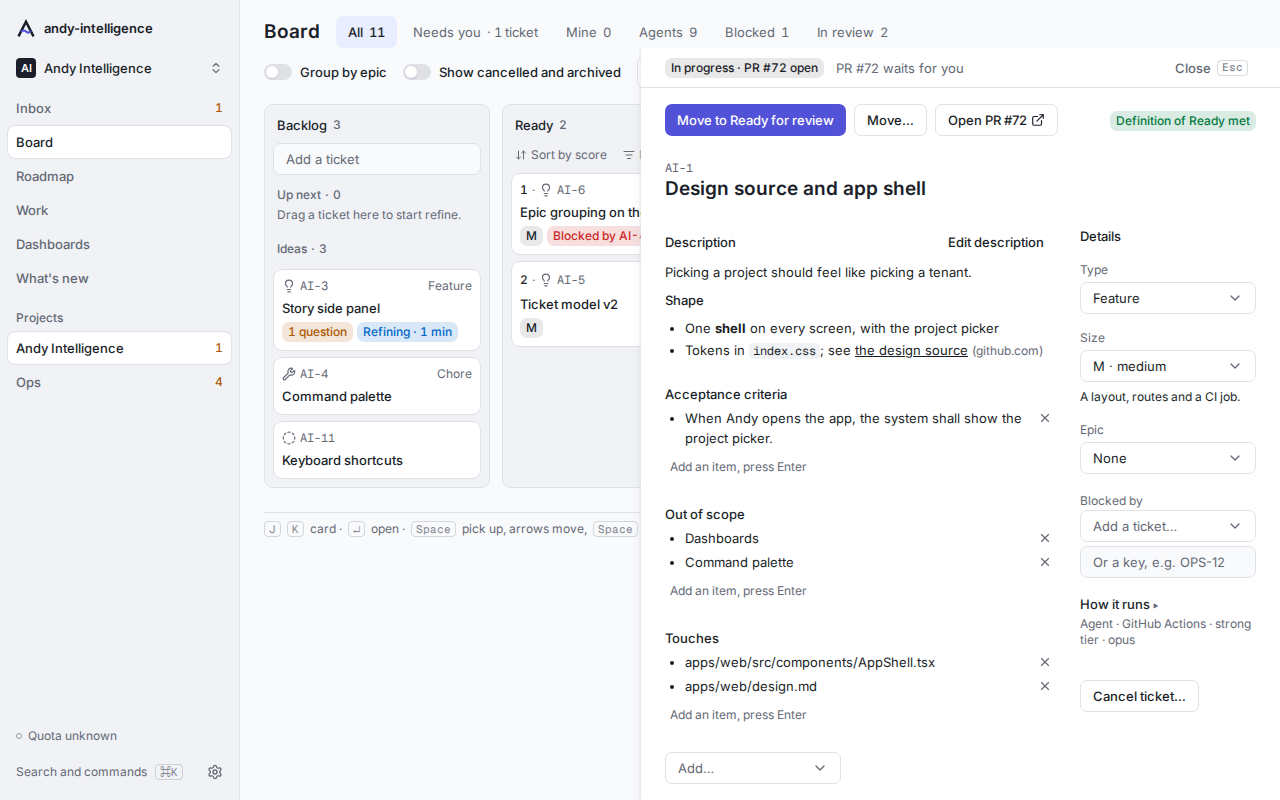 andy-intelligence
AI Andy Intelligence
Inbox 1
Board
Roadmap
Work
Dashboards
What's new
Projects
Andy Intelligence 1
Ops 4
Quota unknown
Search and commands ⌘K
Board All 11 Needs you · 1 ticket Mine 0 Agents 9 Blocked 1 In review 2
Group by epic Show cancelled and archived
Backlog 3
Add a ticket
Up next · 0
Drag a ticket here to start refine.
Ideas · 3
AI-3 Feature
Story side panel
1 question Refining · 1 min
AI-4 Chore
Command palette
AI-11
Keyboard shortcuts
Ready 2
Sort by score
1 · AI-6
Epic grouping on
M Blocked by
2 · AI-5
Ticket model v2
M
J K card · ↵ open · Space pick up, arrows move, Space
In progress · PR #72 open PR #72 waits for you Close Esc
Move to Ready for review Move... Open PR #72 Definition of Ready met
AI-1
Design source and app shell
Description Edit description
Picking a project should feel like picking a tenant.
Shape
• One shell on every screen, with the project picker
• Tokens in index.css; see the design source (github.com)
Acceptance criteria
• When Andy opens the app, the system shall show the
project picker.
Add an item, press Enter
Out of scope
• Dashboards
• Command palette
Add an item, press Enter
Touches
• apps/web/src/components/AppShell.tsx
• apps/web/design.md
Add an item, press Enter
Add...
Details
Type
Feature
Size
M · medium
A layout, routes and a CI job.
Epic
None
Blocked by
Add a ticket...
Or a key, e.g. OPS-12
How it runs ▸
Agent · GitHub Actions · strong
tier · opus
Cancel ticket...